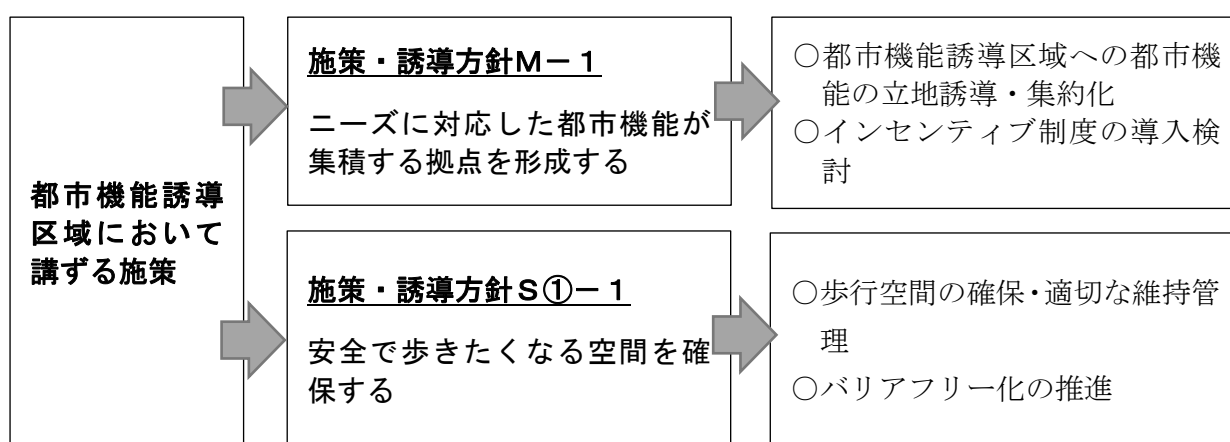 都市機能誘導
区域において
講ずる施策
施策・誘導方針M－1
ニーズに対応した都市機能が
集積する拠点を形成する
○都市機能誘導区域への都市機
能の立地誘導・集約化
○インセンティブ制度の導入検
討
施策・誘導方針S①－1
安全で歩きたくなる空間を確
保する
○歩行空間の確保・適切な維持管
理
○バリアフリー化の推進